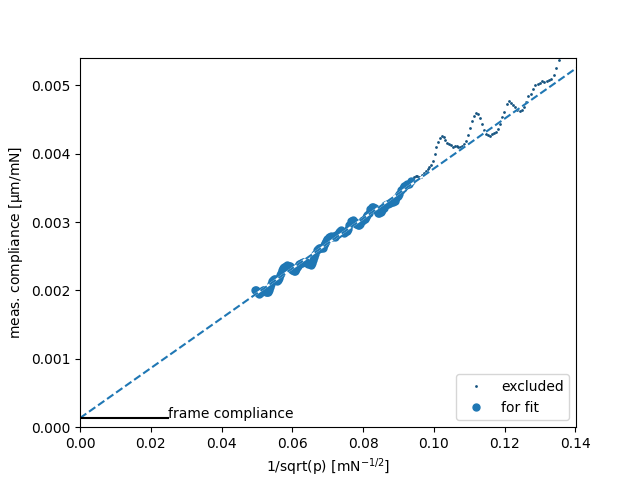 0.005
0.004
0.003
0.002
0.001
0.000
meas. compliance [µm/mN]
frame compliance
excluded
for fit
0.00 0.02 0.04 0.06 0.08 0.10 0.12 0.14
1/sqrt(p) [mN⁻¹/²]